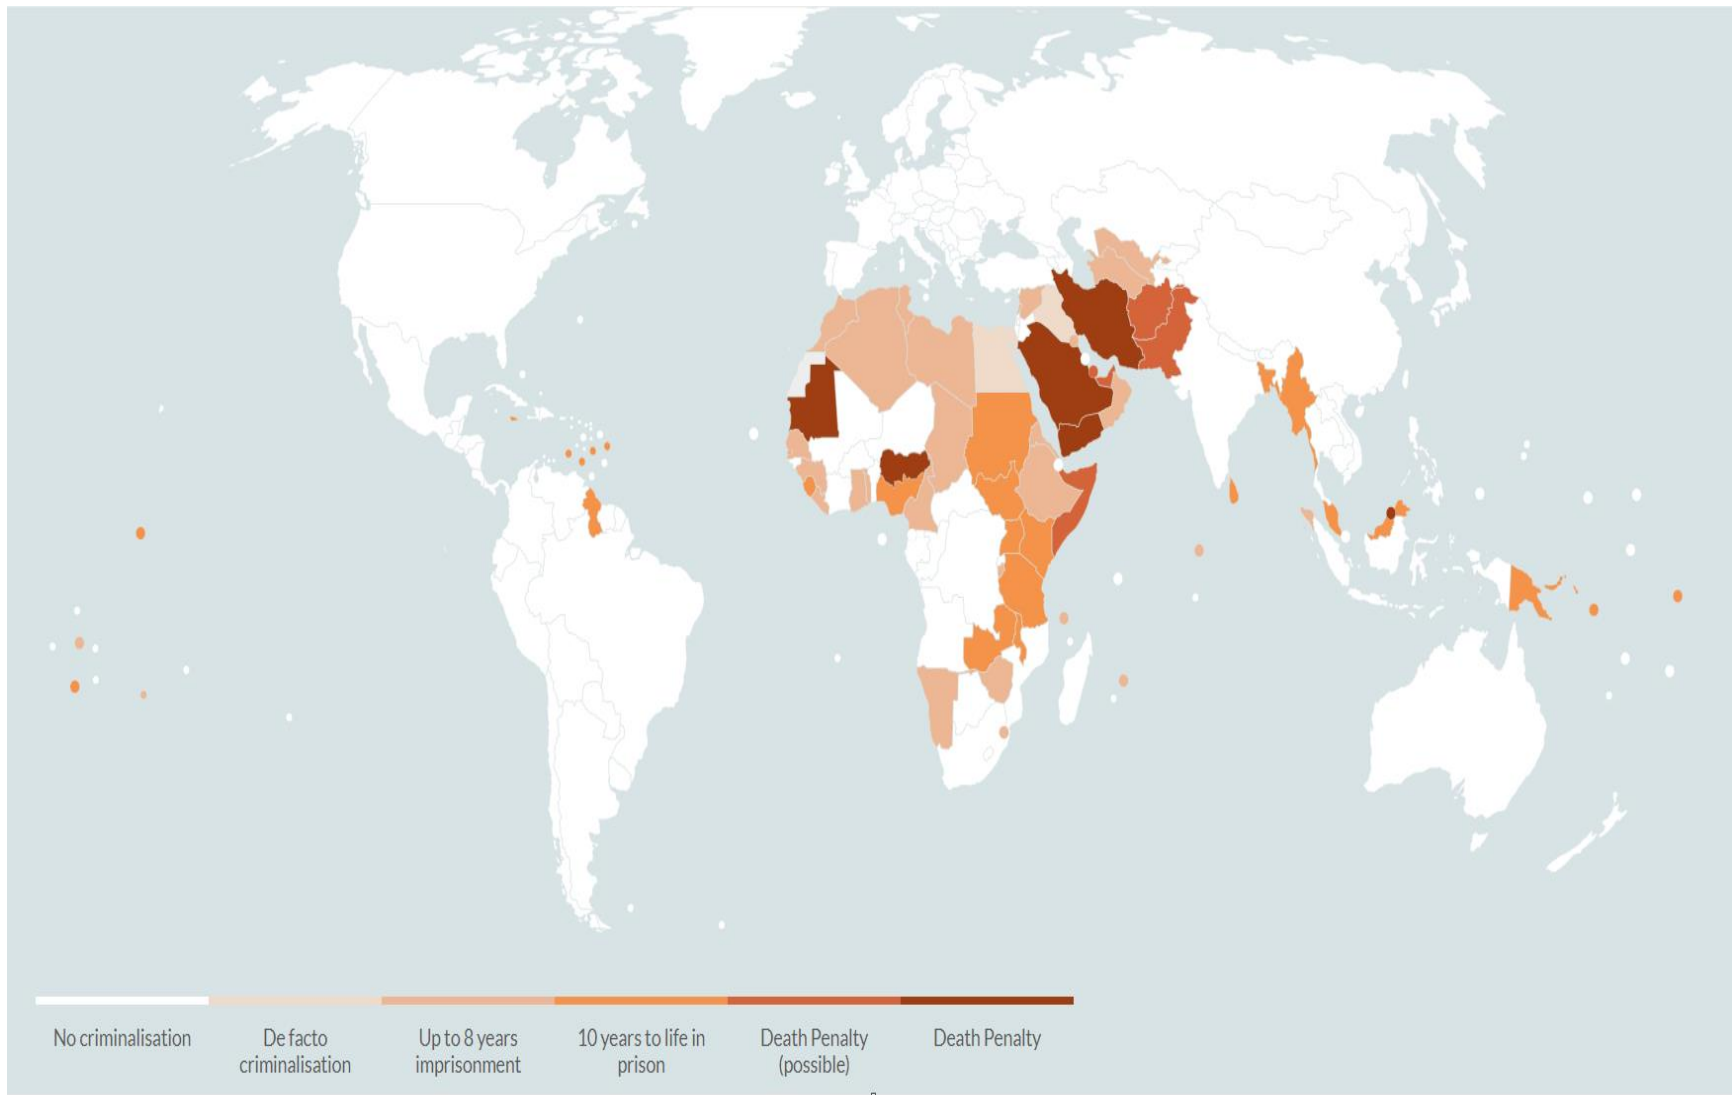 No criminalisation
De facto
criminalisation
Up to 8 years
imprisonment
10 years to life in
prison
Death Penalty
(possible)
Death Penalty